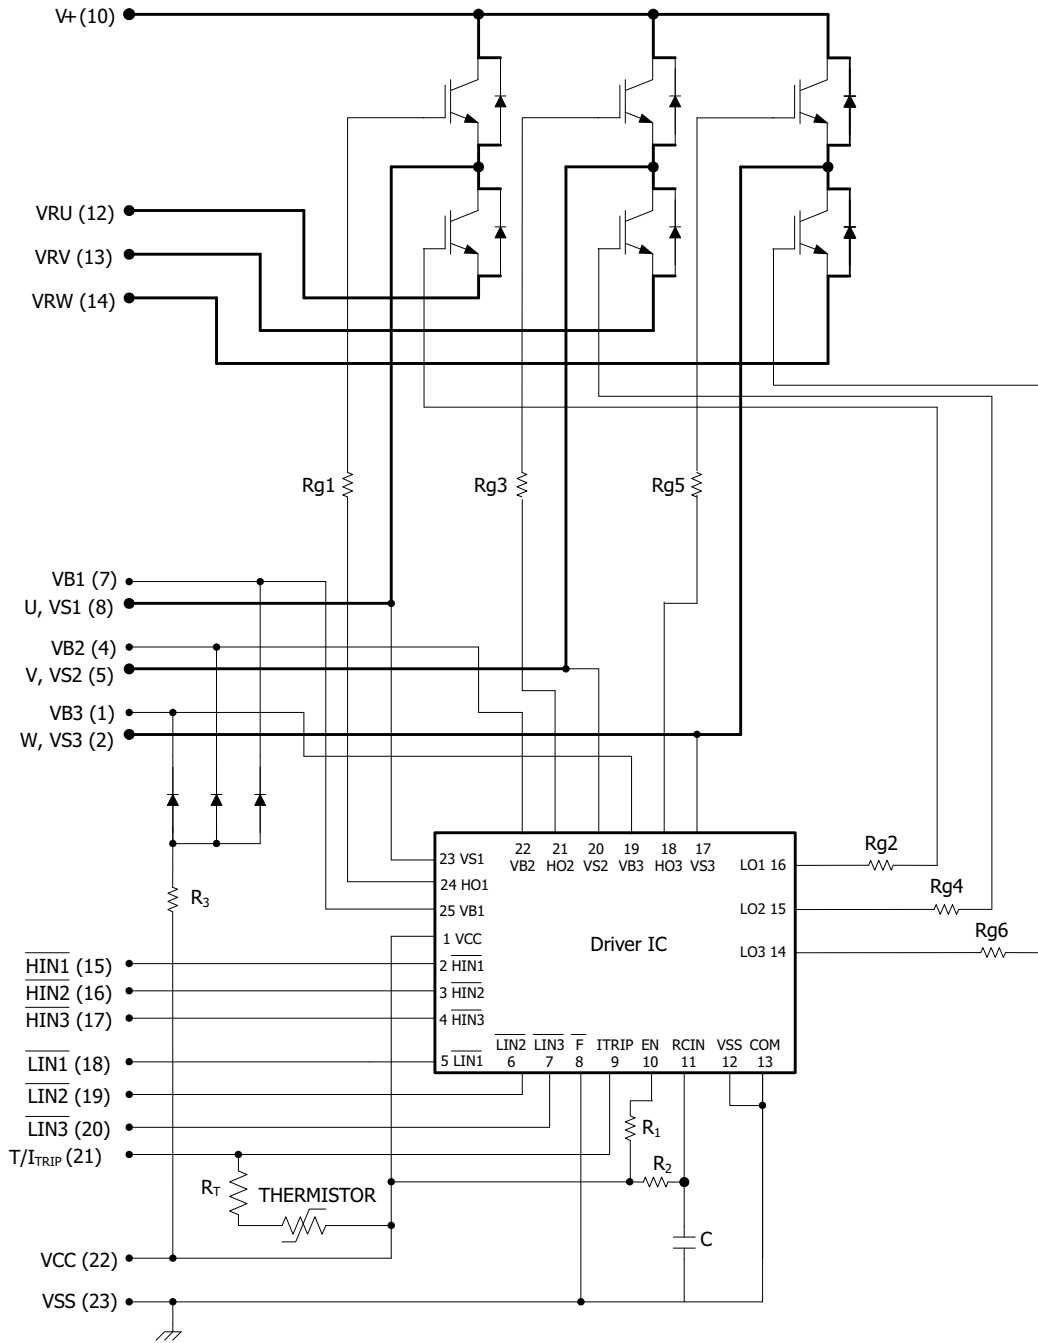 V+ (10)
VRU (12)
VRV (13)
VRW (14)
Rg1
Rg3
Rg5
VB1 (7)
U, VS1 (8)
VB2 (4)
V, VS2 (5)
VB3 (1)
W, VS3 (2)
R3
22 21 20 19 18 17
VB2 HO2 VS2 VB3 HO3 VS3
23 VS1
24 HO1
25 VB1
1 VCC
2 HIN1
3 HIN2
4 HIN3
5 LIN1
Driver IC
LO1 16
LO2 15
LO3 14
Rg2
Rg4
Rg6
LIN2 LIN3 F ITRIP EN RCIN VSS COM
6 7 8 9 10 11 12 13
HIN1 (15)
HIN2 (16)
HIN3 (17)
LIN1 (18)
LIN2 (19)
LIN3 (20)
T/ITRIP (21)
R1
R2
RT
THERMISTOR
C
VCC (22)
VSS (23)